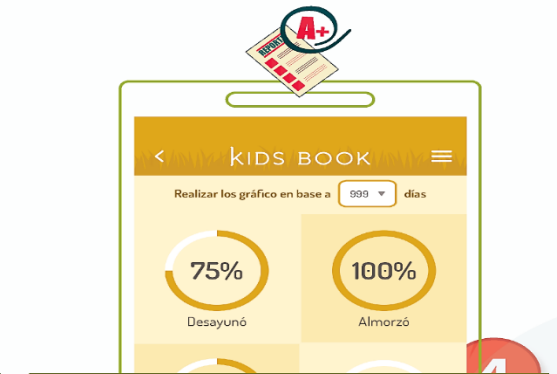 A+
REPORT
KIDS BOOK
Realizar los gráfico en base a 999 días
75%
100%
Desayunó
Almorzó